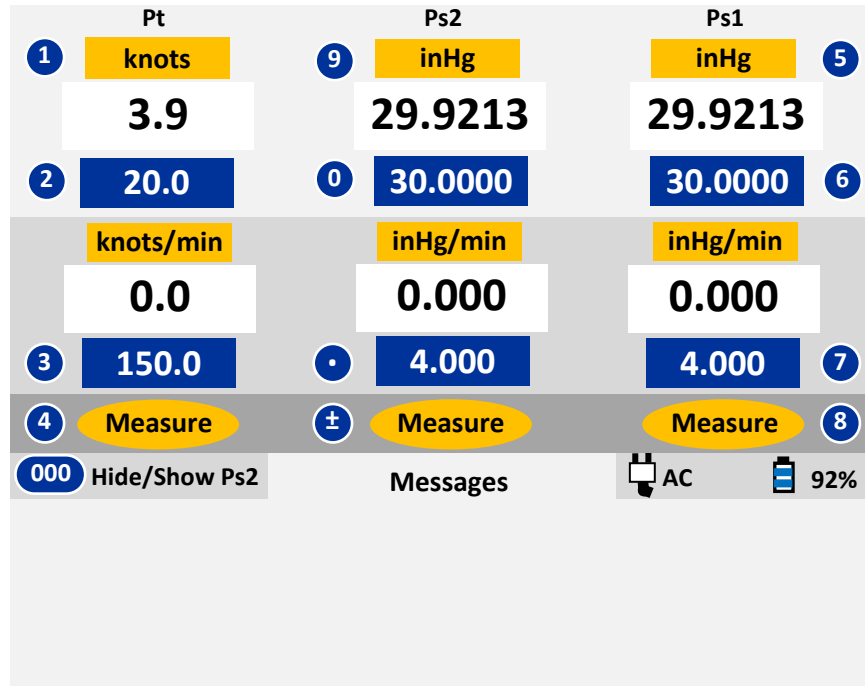 Pt Ps2 Ps1
1 knots 9 inHg inHg 5
3.9 29.9213 29.9213
2 20.0 0 30.0000 30.0000 6
knots/min inHg/min inHg/min
0.0 0.000 0.000
3 150.0 · 4.000 4.000 7
4 Measure ± Measure Measure 8
000 Hide/Show Ps2 Messages AC 92%